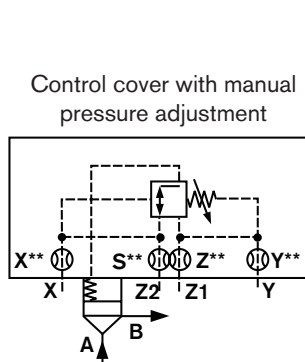 Control cover with manual
pressure adjustment
X** S** Z** Y**
X Z2 Z1 Y
B
A